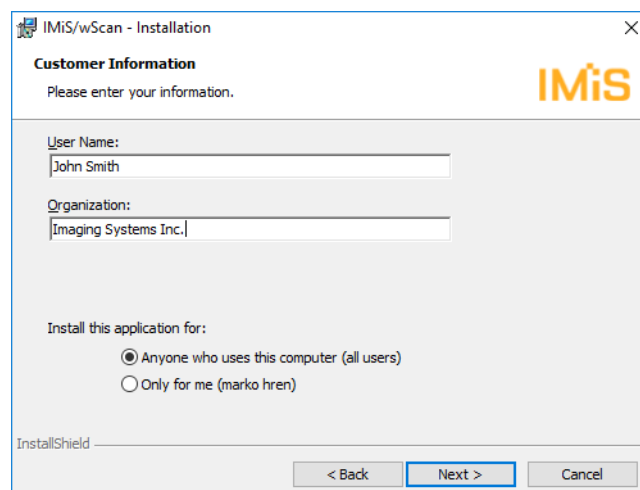 IMiS/wScan - Installation
Customer Information
Please enter your information.
IMiS
User Name:
John Smith
Organization:
Imaging Systems Inc.
Install this application for:
Anyone who uses this computer (all users)
Only for me (marko hren)
InstallShield
< Back Next > Cancel